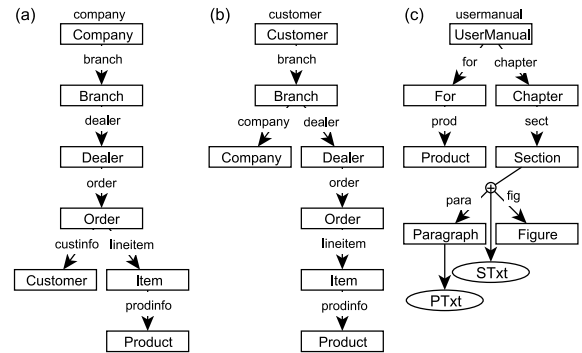 (a)
company
Company
branch
Branch
dealer
Dealer
order
Order
custinfo
lineitem
Customer
Item
prodinfo
Product
(b)
customer
Customer
branch
Branch
company
dealer
Company
Dealer
order
Order
lineitem
Item
prodinfo
Product
(c)
usermanual
UserManual
for
chapter
For
Chapter
prod
sect
Product
Section
para
fig
Paragraph
Figure
STxt
PTxt